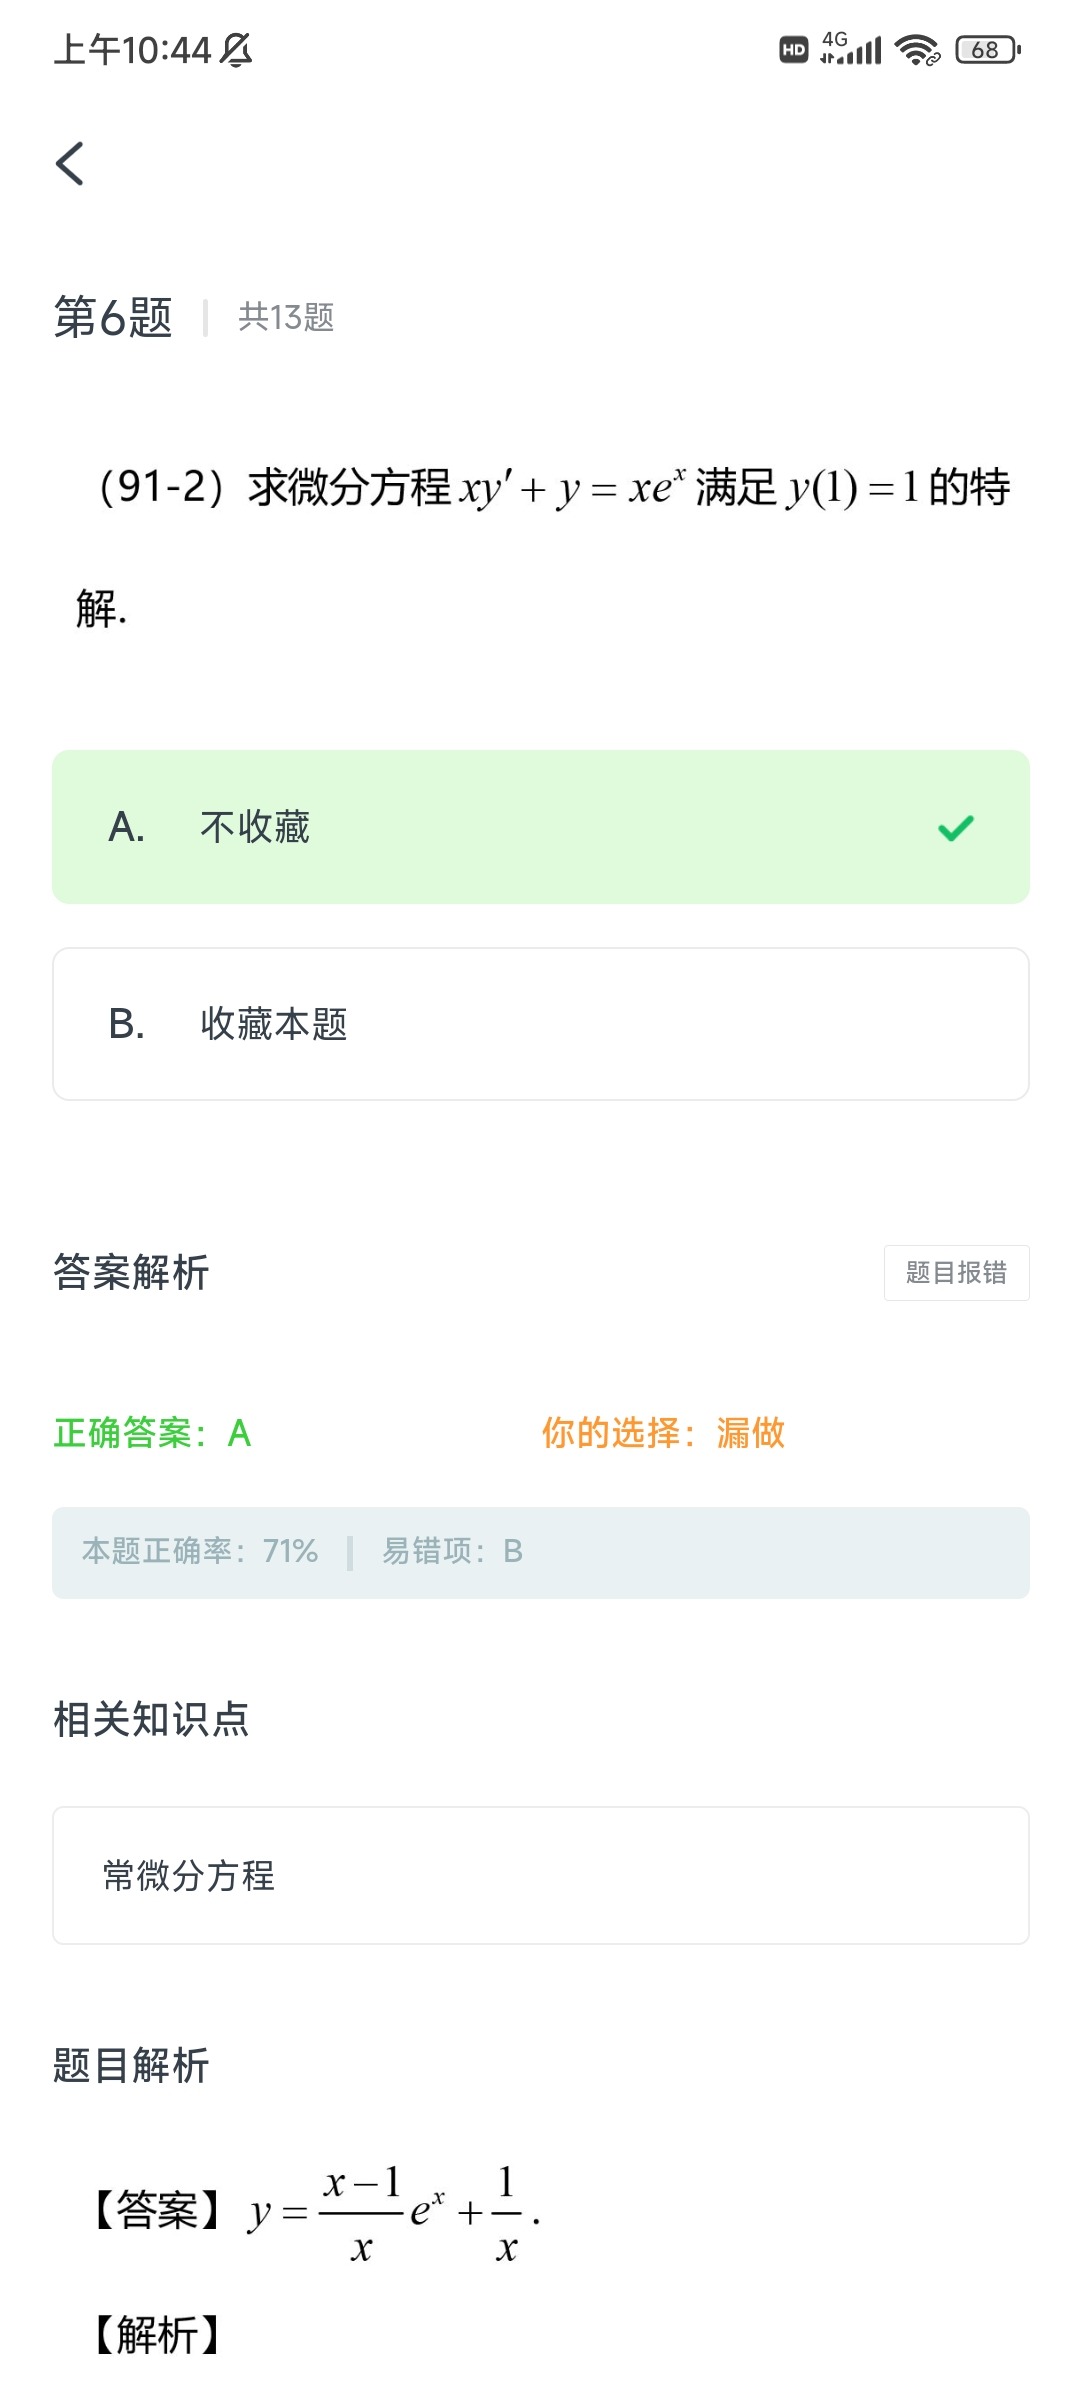 上午10:44 HD 4G 68
第6题 共13题
（91-2）求微分方程 xy′ + y = xeˣ 满足 y(1) = 1 的特
解.
A. 不收藏
B. 收藏本题
答案解析 题目报错
正确答案：A 你的选择：漏做
本题正确率：71% 易错项：B
相关知识点
常微分方程
题目解析
【答案】 y = \frac{x-1}{x} eˣ + \frac{1}{x}.
【解析】